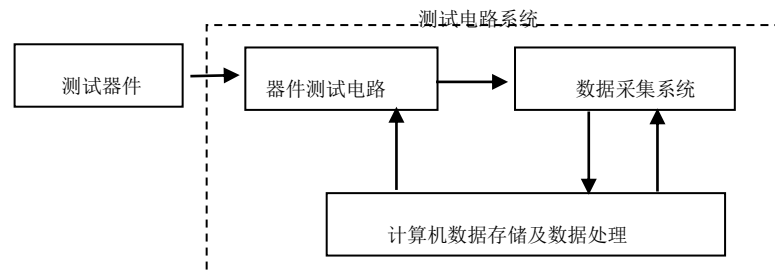 测试电路系统
测试器件
器件测试电路
数据采集系统
计算机数据存储及数据处理